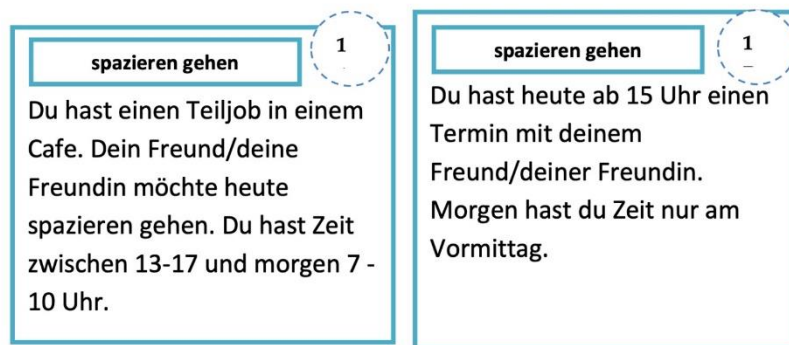 spazieren gehen
1
Du hast einen Teiljob in einem
Cafe. Dein Freund/deine
Freundin möchte heute
spazieren gehen. Du hast Zeit
zwischen 13-17 und morgen 7 -
10 Uhr.
spazieren gehen
1
Du hast heute ab 15 Uhr einen
Termin mit deinem
Freund/deiner Freundin.
Morgen hast du Zeit nur am
Vormittag.